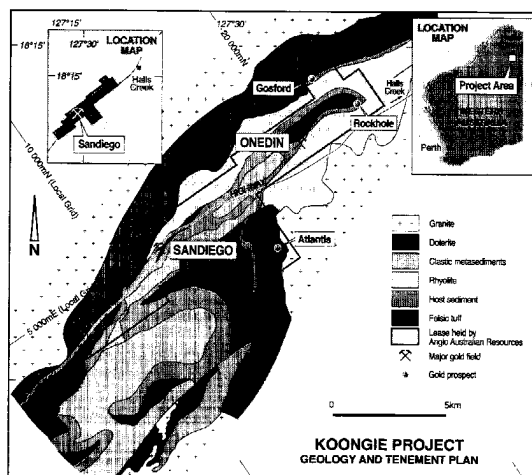 127°15'
127°30'
20 000mN
18°15'
LOCATION
MAP
127°30'
18°15'
Halls
Creek
Sandiego
LOCATION
MAP
Project Area
Perth
Gosford
Halls
Creek
ONEDIN
Rockhole
10 000mN (Local Grid)
HIGHWAY
N
SANDIEGO
Atlantis
5 000mE (Local Grid)
Granite
Dolerite
Clastic metasediments
Rhyolite
Host sediment
Felsic tuff
Lease held by
Anglo Australian Resources
Major gold field
Gold prospect
0
5km
KOONGIE PROJECT
GEOLOGY AND TENEMENT PLAN